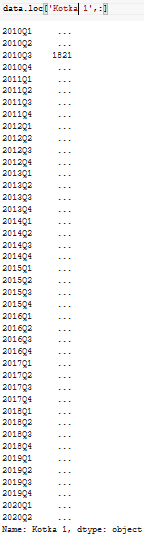 data.loc['Kotka 1',:]
2010Q1 ...
2010Q2 ...
2010Q3 1821
2010Q4 ...
2011Q1 ...
2011Q2 ...
2011Q3 ...
2011Q4 ...
2012Q1 ...
2012Q2 ...
2012Q3 ...
2012Q4 ...
2013Q1 ...
2013Q2 ...
2013Q3 ...
2013Q4 ...
2014Q1 ...
2014Q2 ...
2014Q3 ...
2014Q4 ...
2015Q1 ...
2015Q2 ...
2015Q3 ...
2015Q4 ...
2016Q1 ...
2016Q2 ...
2016Q3 ...
2016Q4 ...
2017Q1 ...
2017Q2 ...
2017Q3 ...
2017Q4 ...
2018Q1 ...
2018Q2 ...
2018Q3 ...
2018Q4 ...
2019Q1 ...
2019Q2 ...
2019Q3 ...
2019Q4 ...
2020Q1 ...
2020Q2 ...
Name: Kotka 1, dtype: object